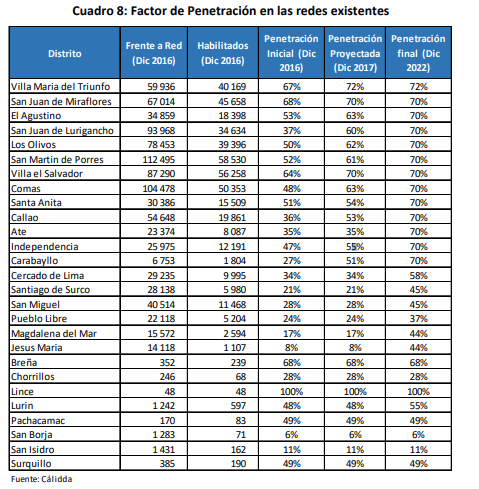 Cuadro 8: Factor de Penetración en las redes existentes
Distrito | Frente a Red (Dic 2016) | Habilitados (Dic 2016) | Penetración Inicial (Dic 2016) | Penetración Proyectada (Dic 2017) | Penetración final (Dic 2022)
Villa Maria del Triunfo 59 936 40 169 67% 72% 72%
San Juan de Miraflores 67 014 45 658 68% 70% 70%
El Agustino 34 859 18 398 53% 63% 70%
San Juan de Lurigancho 93 968 34 634 37% 60% 70%
Los Olivos 78 453 39 396 50% 62% 70%
San Martin de Porres 112 495 58 530 52% 61% 70%
Villa el Salvador 87 290 56 258 64% 70% 70%
Comas 104 478 50 353 48% 63% 70%
Santa Anita 30 386 15 509 51% 54% 70%
Callao 54 648 19 861 36% 53% 70%
Ate 23 374 8 087 35% 35% 70%
Independencia 25 975 12 191 47% 55% 70%
Carabayllo 6 753 1 804 27% 51% 70%
Cercado de Lima 29 235 9 995 34% 34% 58%
Santiago de Surco 28 138 5 980 21% 21% 45%
San Miguel 40 514 11 468 28% 28% 45%
Pueblo Libre 22 118 5 204 24% 24% 37%
Magdalena del Mar 15 572 2 594 17% 17% 44%
Jesus Maria 14 118 1 107 8% 8% 44%
Breña 352 239 68% 68% 68%
Chorrillos 246 68 28% 28% 28%
Lince 48 48 100% 100% 100%
Lurin 1 242 597 48% 48% 55%
Pachacamac 170 83 49% 49% 49%
San Borja 1 283 71 6% 6% 6%
San Isidro 1 431 162 11% 11% 11%
Surquillo 385 190 49% 49% 49%
Fuente: Cálidda